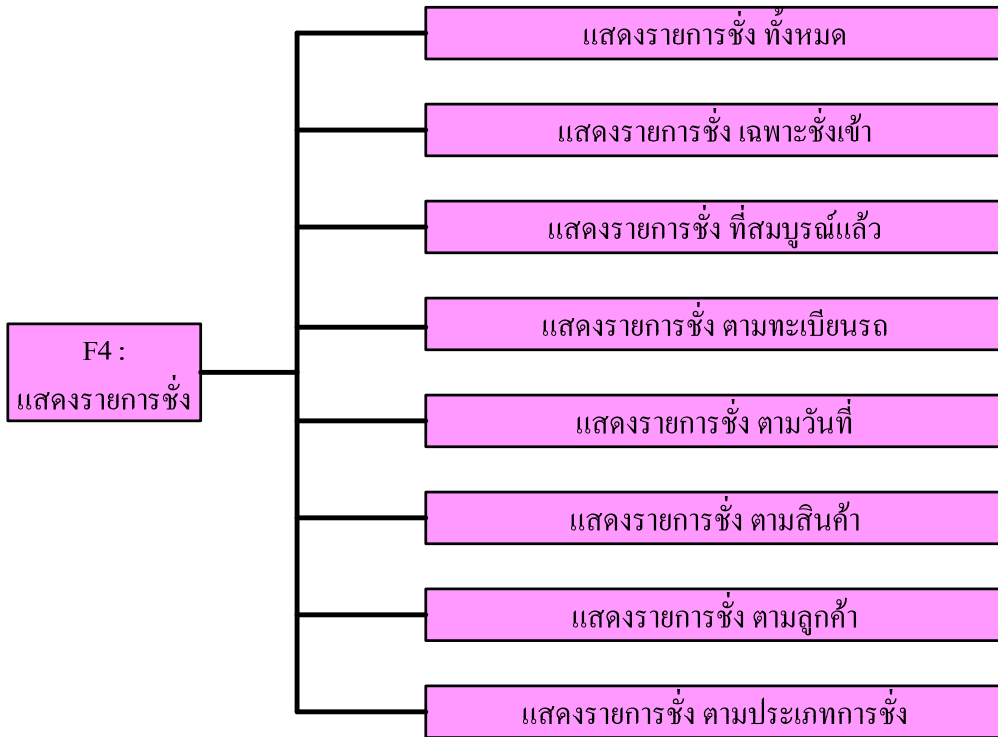 แสดงรายการชั่ง ทั้งหมด
แสดงรายการชั่ง เฉพาะชั่งเข้า
แสดงรายการชั่ง ที่สมบูรณ์แล้ว
แสดงรายการชั่ง ตามทะเบียนรถ
F4 :
แสดงรายการชั่ง
แสดงรายการชั่ง ตามวันที่
แสดงรายการชั่ง ตามสินค้า
แสดงรายการชั่ง ตามลูกค้า
แสดงรายการชั่ง ตามประเภทการชั่ง